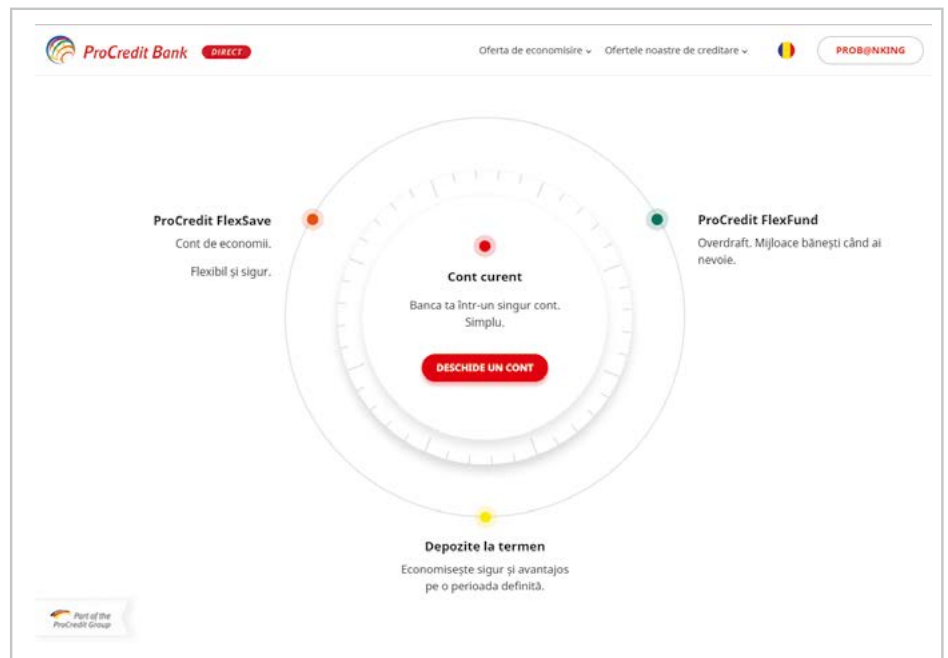 ProCredit Bank DIRECT
Oferta de economisire
Ofertele noastre de creditare
PROB@NKING
ProCredit FlexSave
Cont de economii.
Flexibil și sigur.
Cont curent
Banca ta într-un singur cont.
Simplu.
DESCHIDE UN CONT
ProCredit FlexFund
Overdraft. Mijloace bănești când ai
nevoie.
Depozite la termen
Economisește sigur și avantajos
pe o perioada definită.
Part of the
ProCredit Group